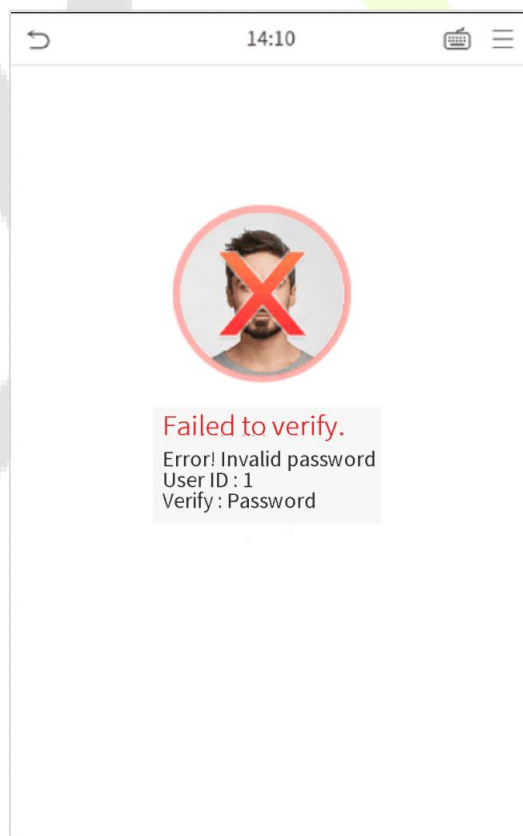 14:10
Failed to verify.
Error! Invalid password
User ID : 1
Verify : Password